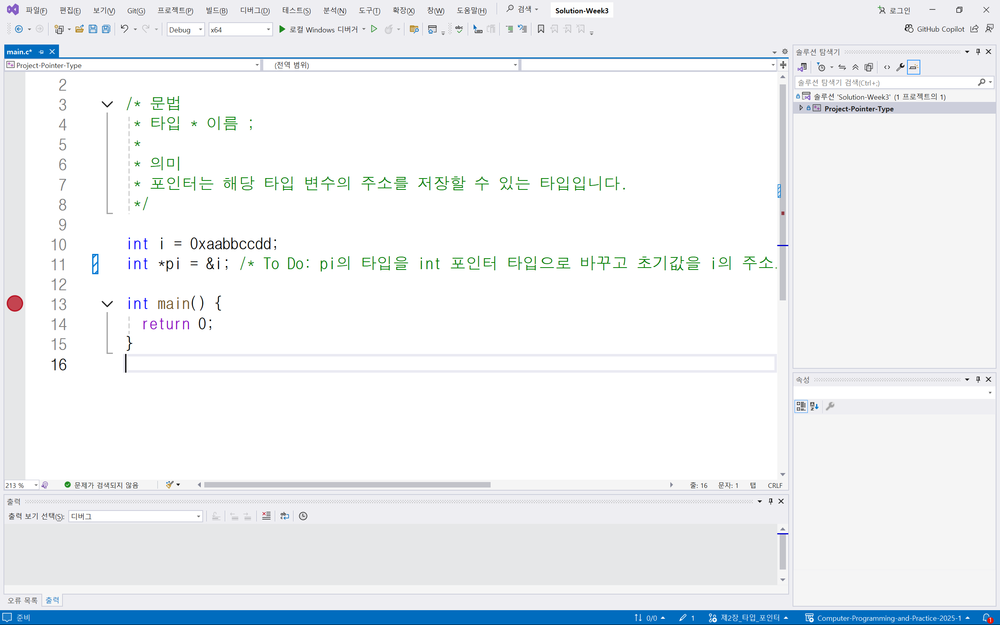 파일(F) 편집(E) 보기(V) Git(G) 프로젝트(P) 빌드(B) 디버그(D) 테스트(S) 분석(N) 도구(T) 확장(X) 창(W) 도움말(H) 검색 Solution-Week3 로그인
Debug x64 로컬 Windows 디버거 GitHub Copilot
main.c*
Project-Pointer-Type (전역 범위)
2
3 /* 문법
4 * 타입 * 이름 ;
5 *
6 * 의미
7 * 포인터는 해당 타입 변수의 주소를 저장할 수 있는 타입입니다.
8 */
9
10 int i = 0xaabbccdd;
11 int *pi = &i; /* To Do: pi의 타입을 int 포인터 타입으로 바꾸고 초기값을 i의 주소
12
13 int main() {
14 return 0;
15 }
16
213 % 문제가 검색되지 않음 줄: 16 문자: 1 탭 CRLF
출력
출력 보기 선택(S): 디버그
오류 목록 출력
솔루션 탐색기
솔루션 탐색기 검색(Ctrl+;)
솔루션 'Solution-Week3' (1 프로젝트의 1)
Project-Pointer-Type
속성
준비 0/0 1 제2장_타입_포인터 Computer-Programming-and-Practice-2025-1 1